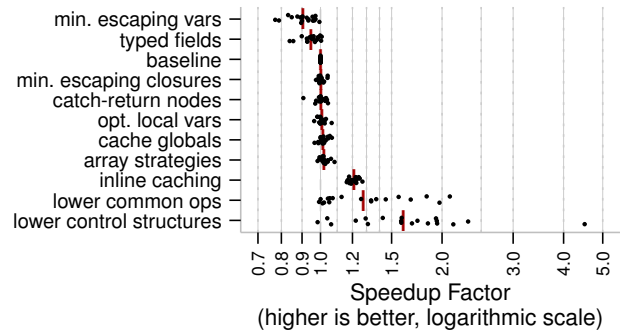 min. escaping vars
typed fields
baseline
min. escaping closures
catch-return nodes
opt. local vars
cache globals
array strategies
inline caching
lower common ops
lower control structures
0.7 0.8 0.9 1.0 1.2 1.5 2.0 3.0 4.0 5.0
Speedup Factor
(higher is better, logarithmic scale)